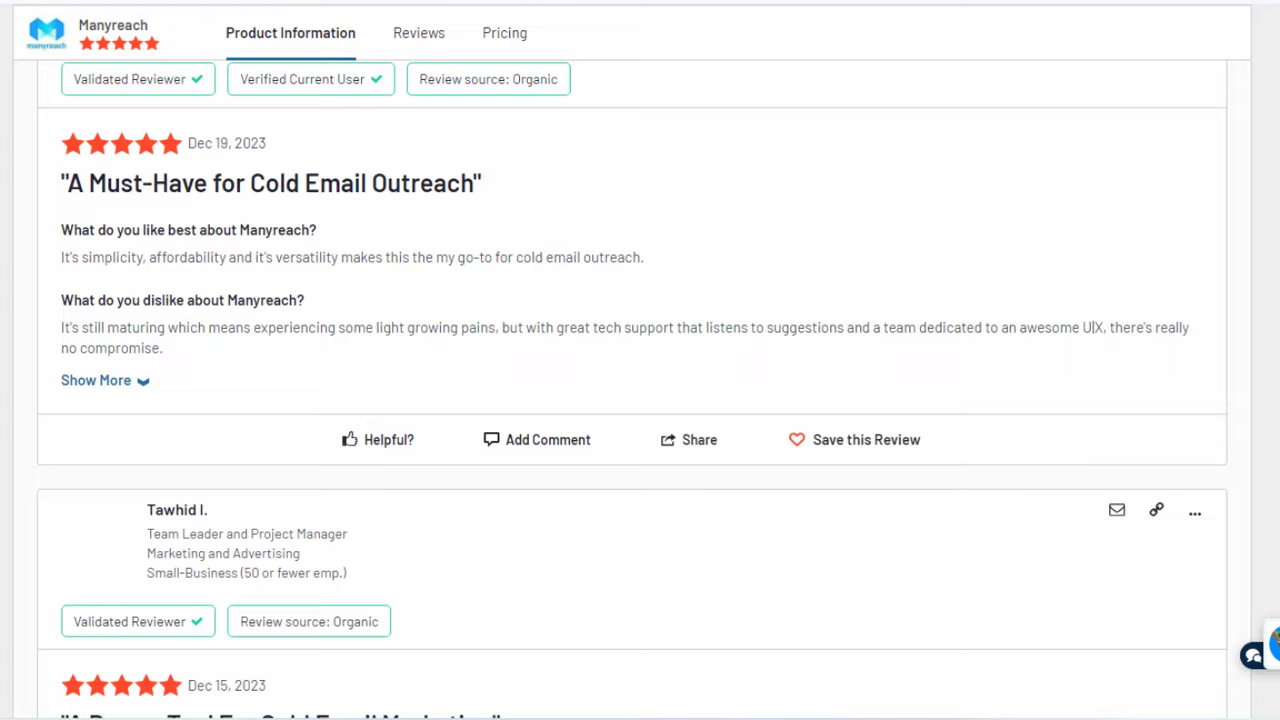 Manyreach
Product Information
Reviews
Pricing
manyreach
Validated Reviewer
Verified Current User
Review source: Organic
Dec 19, 2023
"A Must-Have for Cold Email Outreach"
What do you like best about Manyreach?
It's simplicity, affordability and it's versatility makes this the my go-to for cold email outreach.
What do you dislike about Manyreach?
It's still maturing which means experiencing some light growing pains, but with great tech support that listens to suggestions and a team dedicated to an awesome UX, there's really
no compromise.
Show More
Helpful?
Add Comment
Share
Save this Review
Tawhid I.
Team Leader and Project Manager
Marketing and Advertising
Small-Business (50 or fewer emp.)
Validated Reviewer
Review source: Organic
Dec 15, 2023